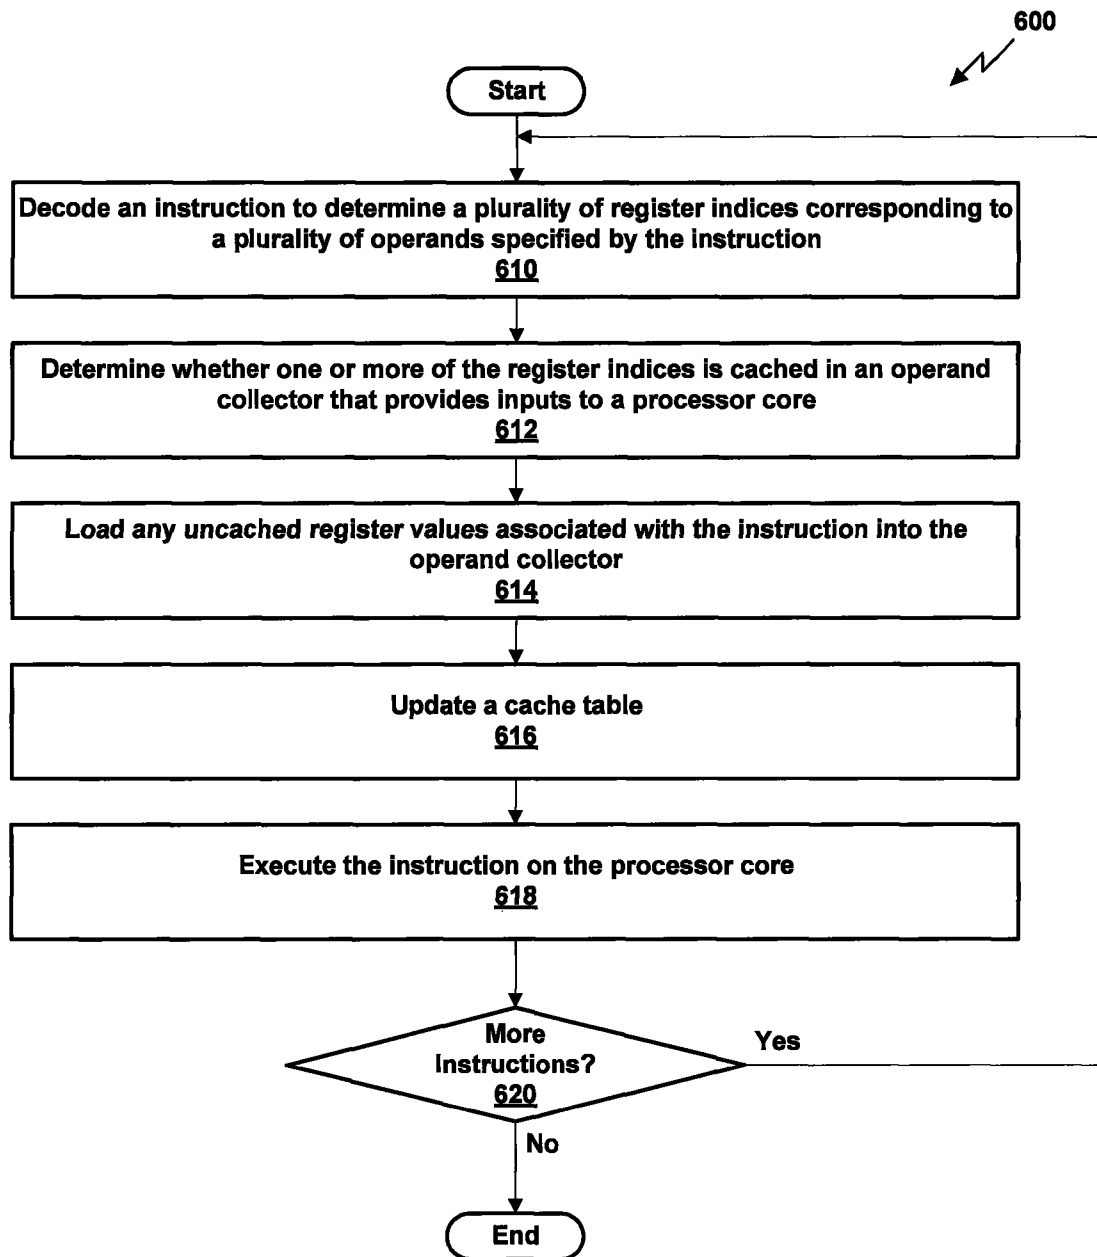 600
Start
Decode an instruction to determine a plurality of register indices corresponding to
a plurality of operands specified by the instruction
610
Determine whether one or more of the register indices is cached in an operand
collector that provides inputs to a processor core
612
Load any uncached register values associated with the instruction into the
operand collector
614
Update a cache table
616
Execute the instruction on the processor core
618
More
Instructions?
620
Yes
No
End